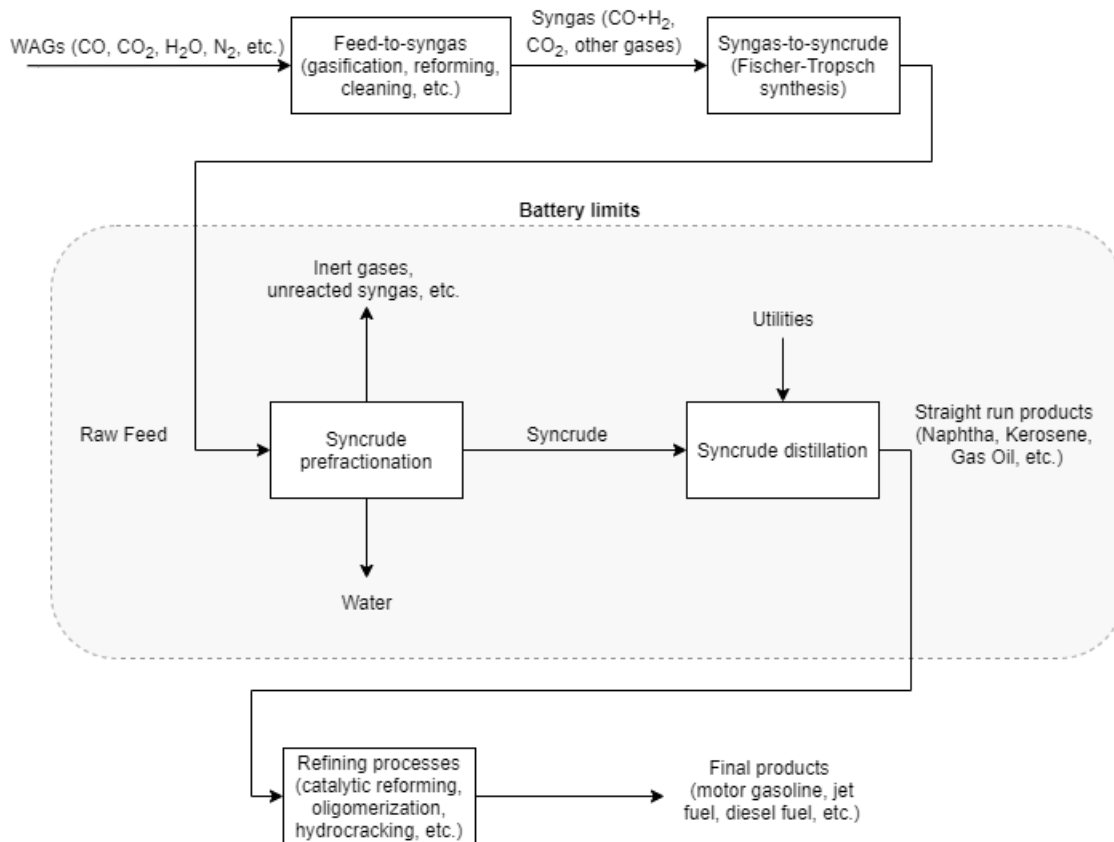 WAGs (CO, CO₂, H₂O, N₂, etc.)
Feed-to-syngas
(gasification, reforming,
cleaning, etc.)
Syngas (CO+H₂,
CO₂, other gases)
Syngas-to-syncrude
(Fischer-Tropsch
synthesis)
Battery limits
Inert gases,
unreacted syngas, etc.
Utilities
Raw Feed
Syncrude
prefractionation
Syncrude
Syncrude distillation
Straight run products
(Naphtha, Kerosene,
Gas Oil, etc.)
Water
Refining processes
(catalytic reforming,
oligomerization,
hydrocracking, etc.)
Final products
(motor gasoline, jet
fuel, diesel fuel, etc.)